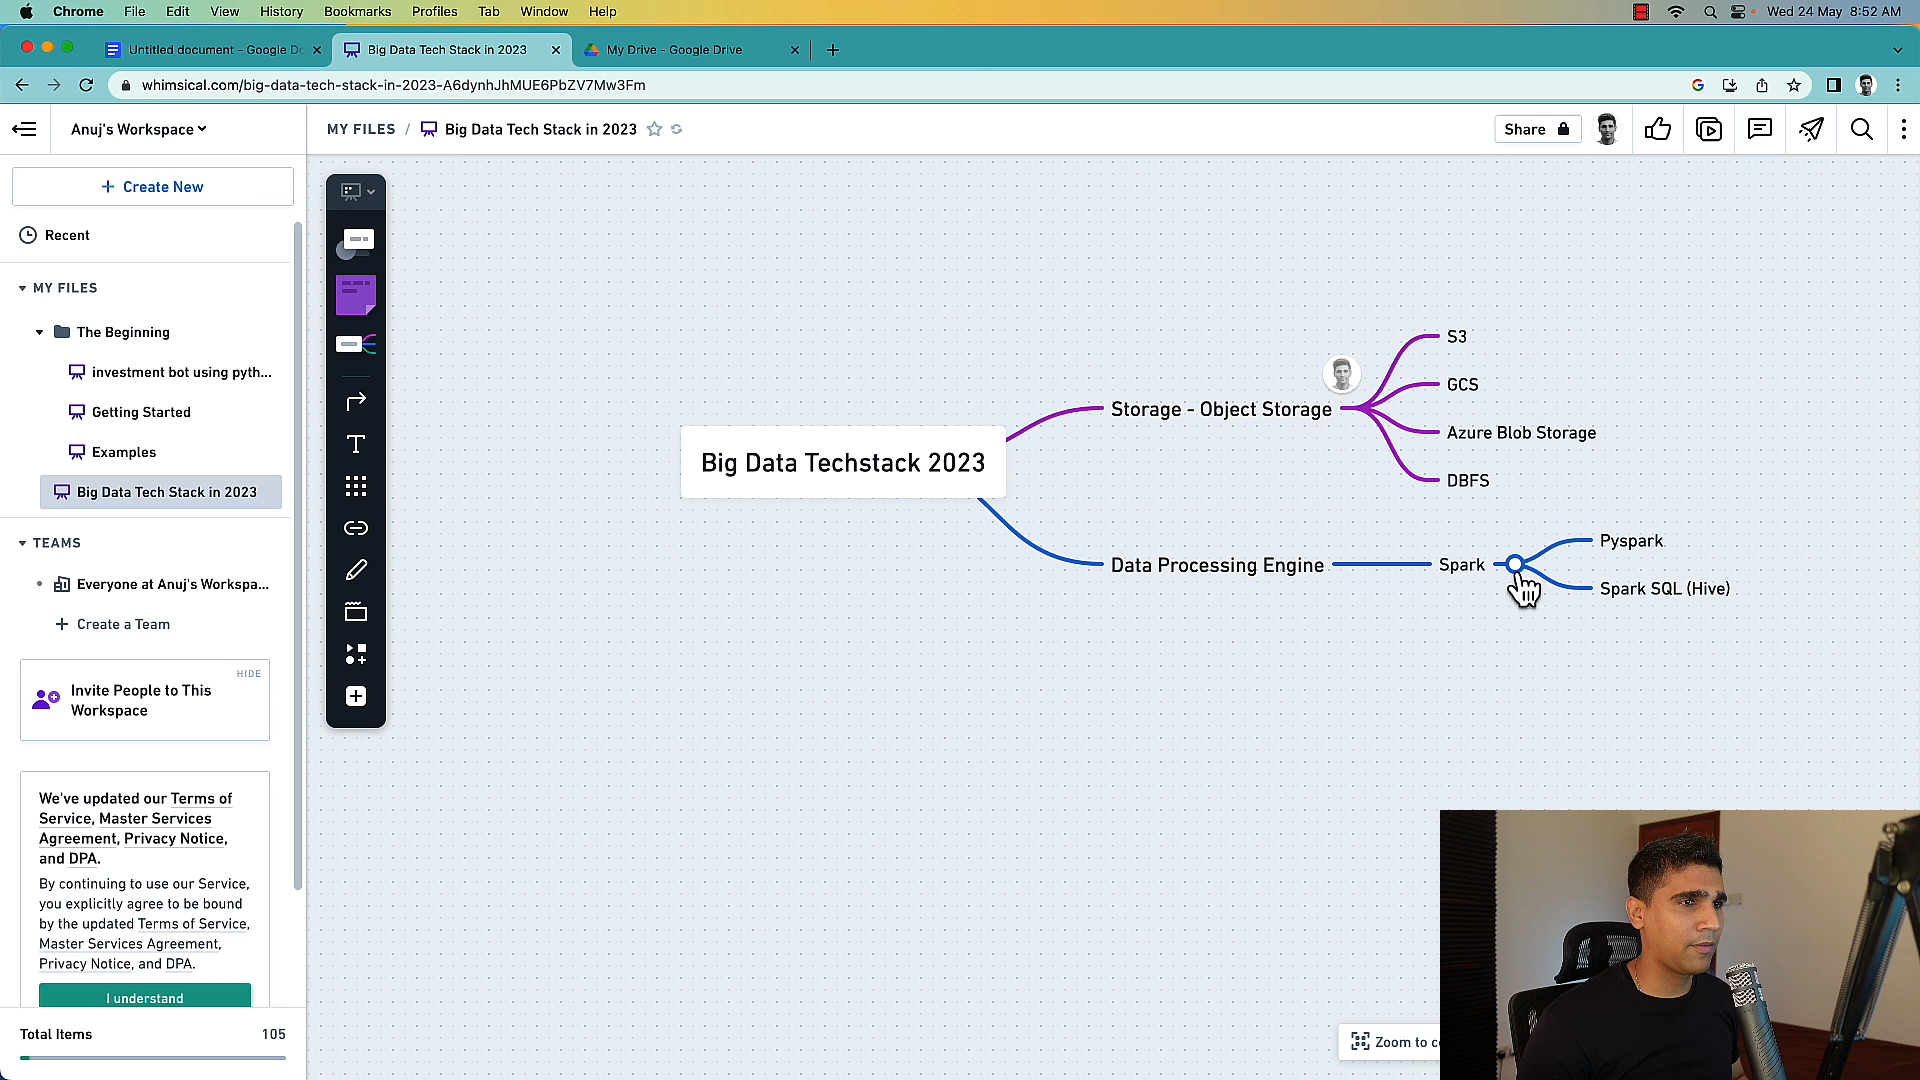 Chrome File Edit View History Bookmarks Profiles Tab Window Help
Wed 24 May 8:52 AM
Untitled document - Google Do
Big Data Tech Stack in 2023
My Drive - Google Drive
whimsical.com/big-data-tech-stack-in-2023-A6dynhJhMUE6PbZV7Mw3Fm
Anuj's Workspace
MY FILES / Big Data Tech Stack in 2023
Share
+ Create New
Recent
MY FILES
The Beginning
investment bot using pyth...
Getting Started
Examples
Big Data Tech Stack in 2023
TEAMS
Everyone at Anuj's Workspa...
+ Create a Team
HIDE
Invite People to This
Workspace
We've updated our Terms of
Service, Master Services
Agreement, Privacy Notice,
and DPA.
By continuing to use our Service,
you explicitly agree to be bound
by the updated Terms of Service,
Master Services Agreement,
Privacy Notice, and DPA.
I understand
Total Items 105
Big Data Techstack 2023
Storage - Object Storage
S3
GCS
Azure Blob Storage
DBFS
Data Processing Engine
Spark
Pyspark
Spark SQL (Hive)
Zoom to